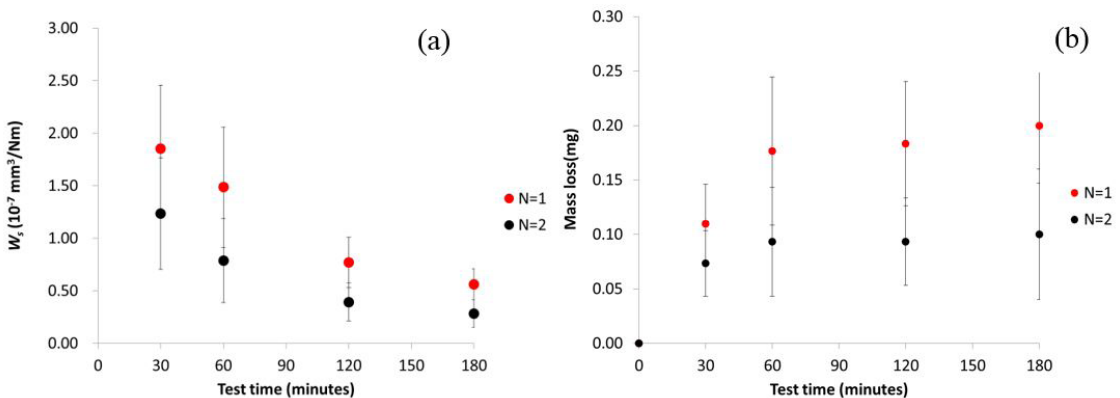 (a)
3.00
2.50
2.00
1.50
1.00
0.50
0.00
Wₛ (10⁻⁷ mm³/Nm)
0 30 60 90 120 150 180
Test time (minutes)
N=1
N=2
(b)
0.30
0.25
0.20
0.15
0.10
0.05
0.00
Mass loss(mg)
0 30 60 90 120 150 180
Test time (minutes)
N=1
N=2